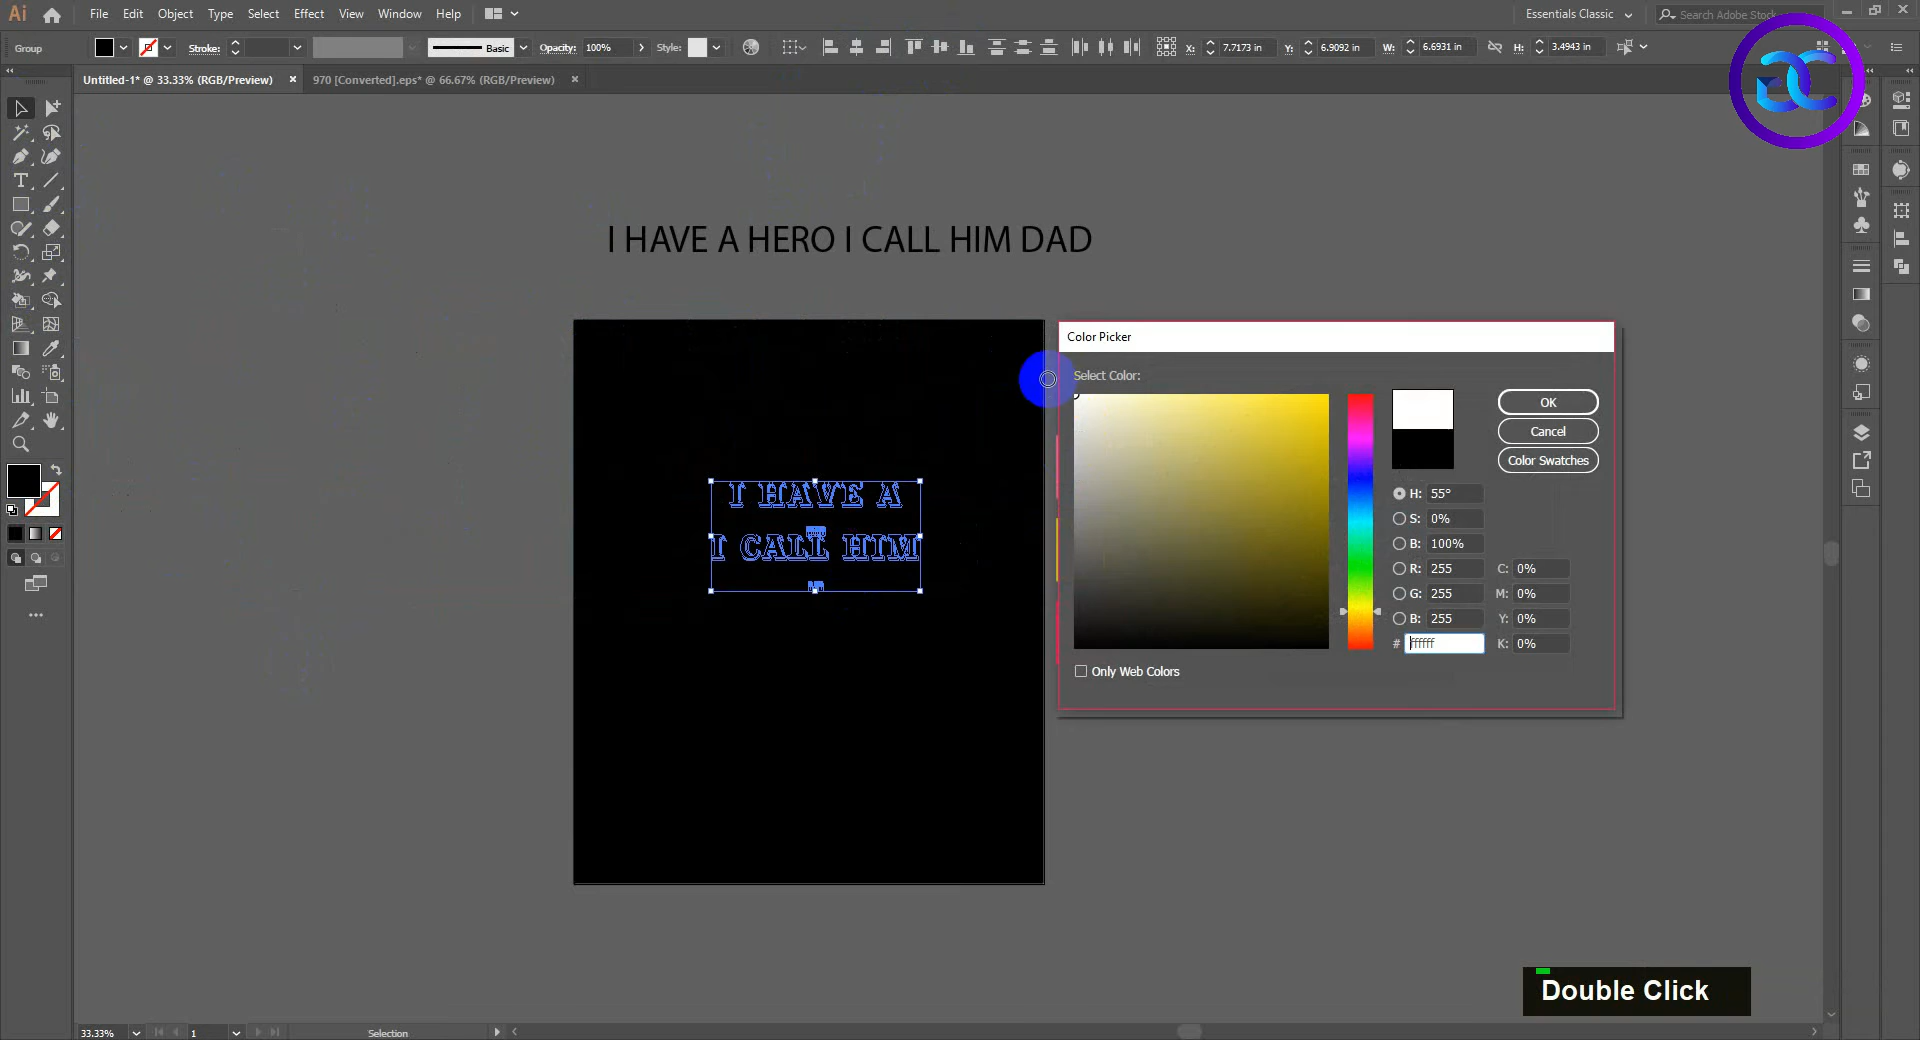 Ai File Edit Object Type Select Effect View Window Help Essentials Classic Search Adobe Stock
Group Stroke: Basic Opacity: 100% Style: X: 7.7173 in Y: 6.9092 in W: 6.6931 in H: 3.4943 in
Untitled-1* @ 33.33% (RGB/Preview) × 970 [Converted].eps* @ 66.67% (RGB/Preview) ×
I HAVE A HERO I CALL HIM DAD
Color Picker
Select Color:
OK
Cancel
Color Swatches
H: 55°
S: 0%
B: 100%
R: 255 C: 0%
G: 255 M: 0%
B: 255 Y: 0%
# ffffff K: 0%
Only Web Colors
I HAVE A
I CALL HIM
Double Click
33.33% 1 Selection